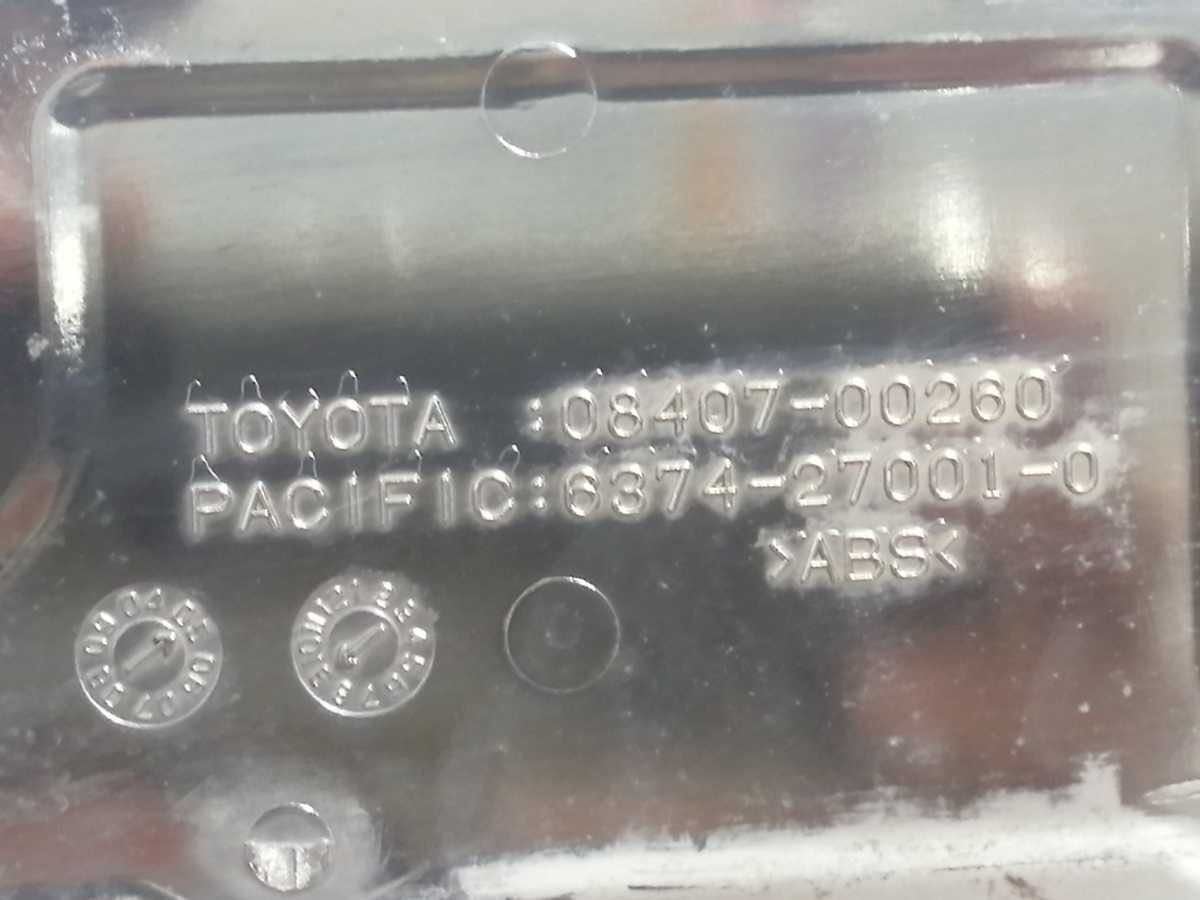 TOYOTA :08407-00260
PACIFIC:6374-27001-0
>ABS<